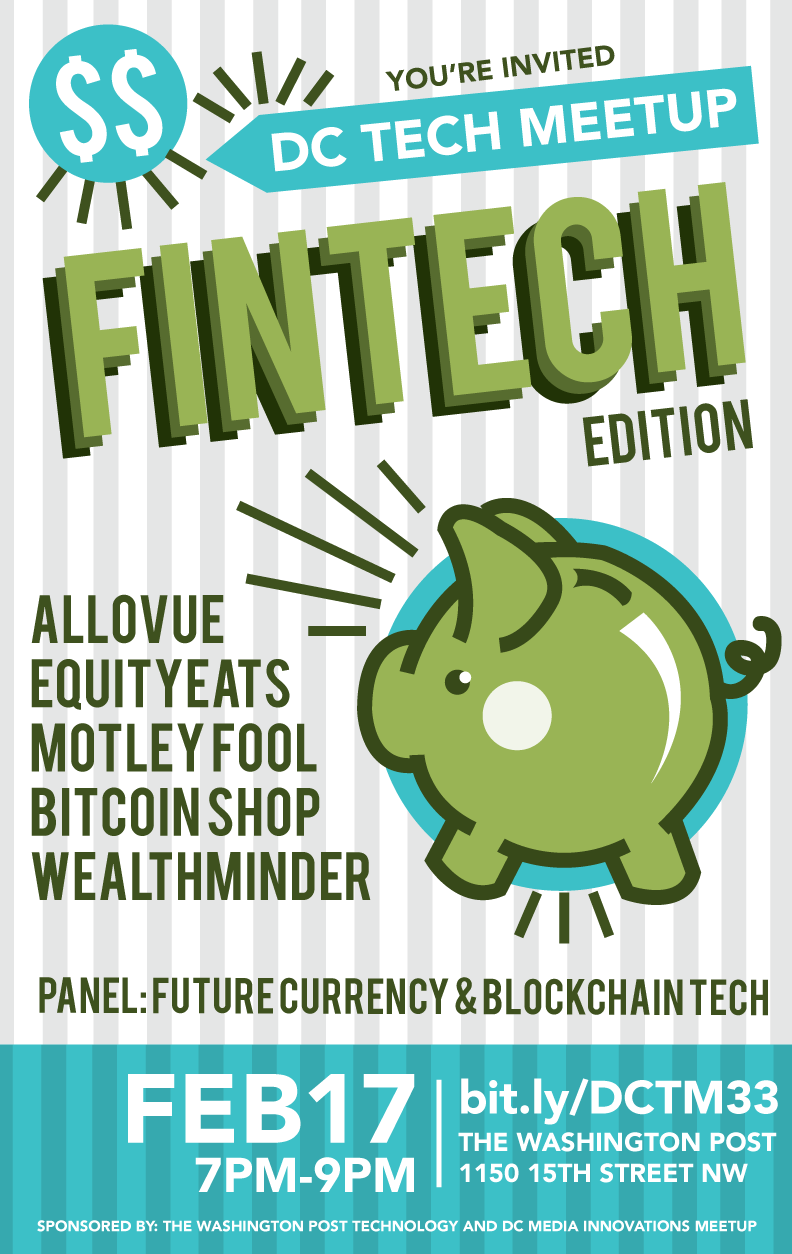 $$
YOU'RE INVITED
DC TECH MEETUP
FINTECH
EDITION
ALLOVUE
EQUITYEATS
MOTLEY FOOL
BITCOIN SHOP
WEALTHMINDER
PANEL: FUTURE CURRENCY & BLOCKCHAIN TECH
FEB17
7PM-9PM
bit.ly/DCTM33
THE WASHINGTON POST
1150 15TH STREET NW
SPONSORED BY: THE WASHINGTON POST TECHNOLOGY AND DC MEDIA INNOVATIONS MEETUP